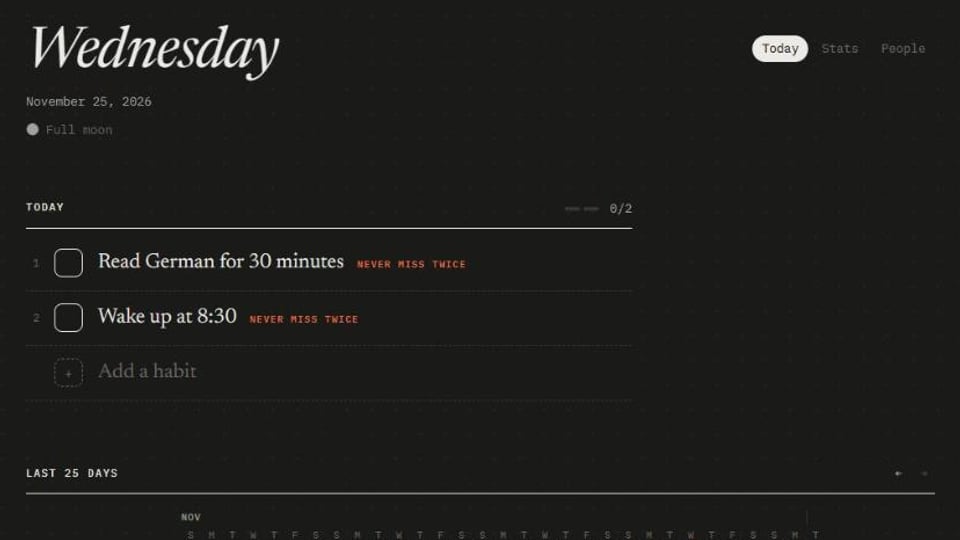 Wednesday
Today Stats People
November 25, 2026
Full moon
TODAY 0/2
1 Read German for 30 minutes NEVER MISS TWICE
2 Wake up at 8:30 NEVER MISS TWICE
+ Add a habit
LAST 25 DAYS
NOV
S M T W T F S S M T W T F S S M T W T F S S M T W T F S S M T